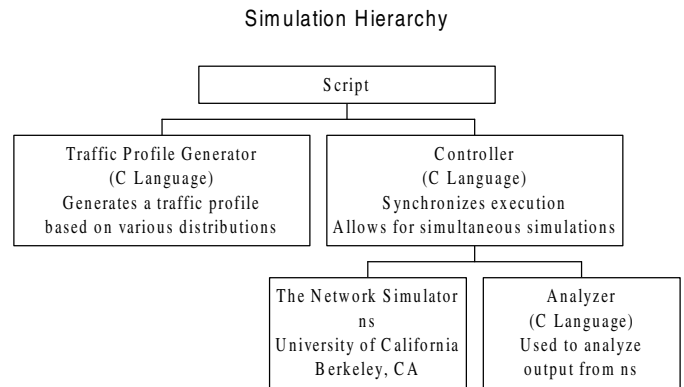 Simulation Hierarchy
Script
Traffic Profile Generator
(C Language)
Generates a traffic profile
based on various distributions
Controller
(C Language)
Synchronizes execution
Allows for simultaneous simulations
The Network Simulator
ns
University of California
Berkeley, CA
Analyzer
(C Language)
Used to analyze
output from ns